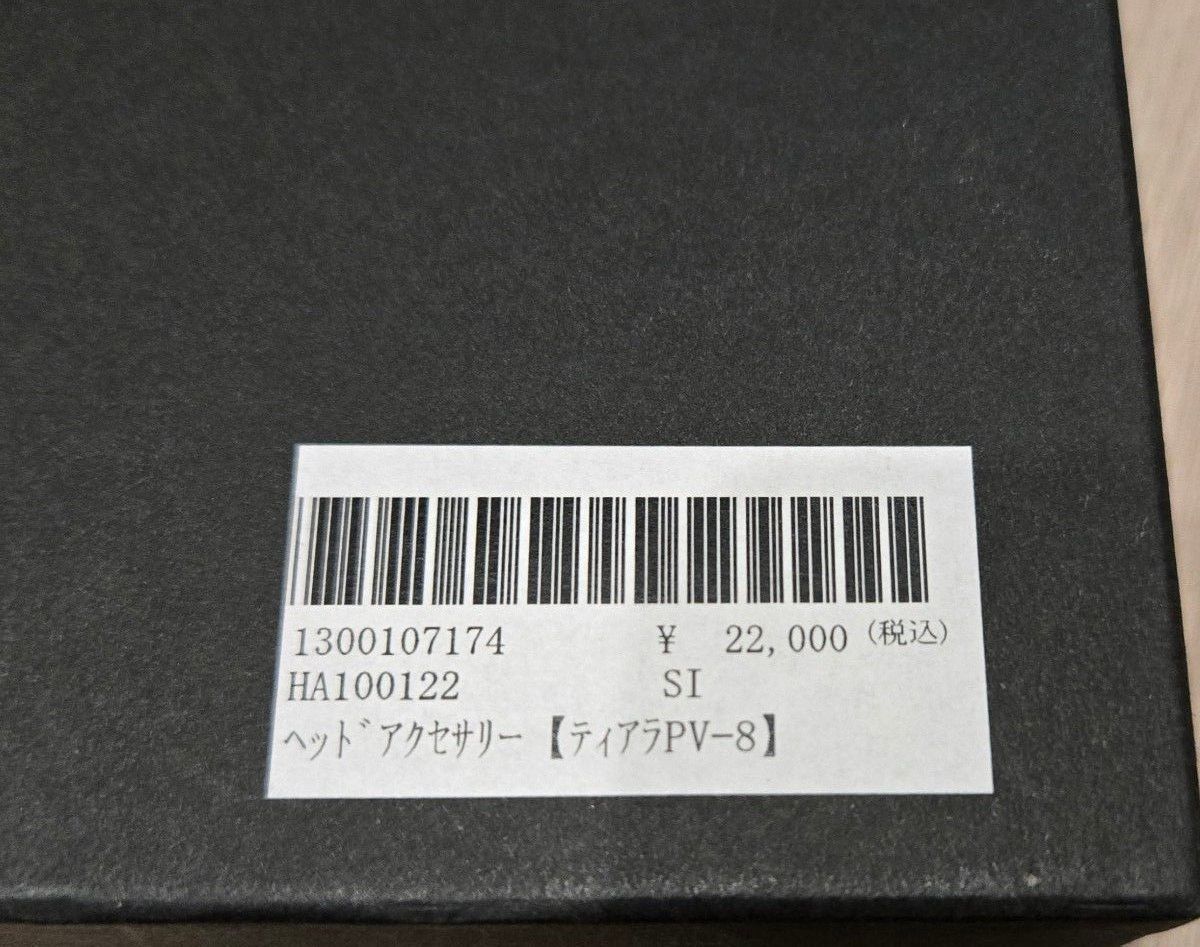 1300107174 ¥ 22,000 (税込)
HA100122 SI
ﾍｯﾄﾞｱｸｾｻﾘｰ【ティアラPV-8】